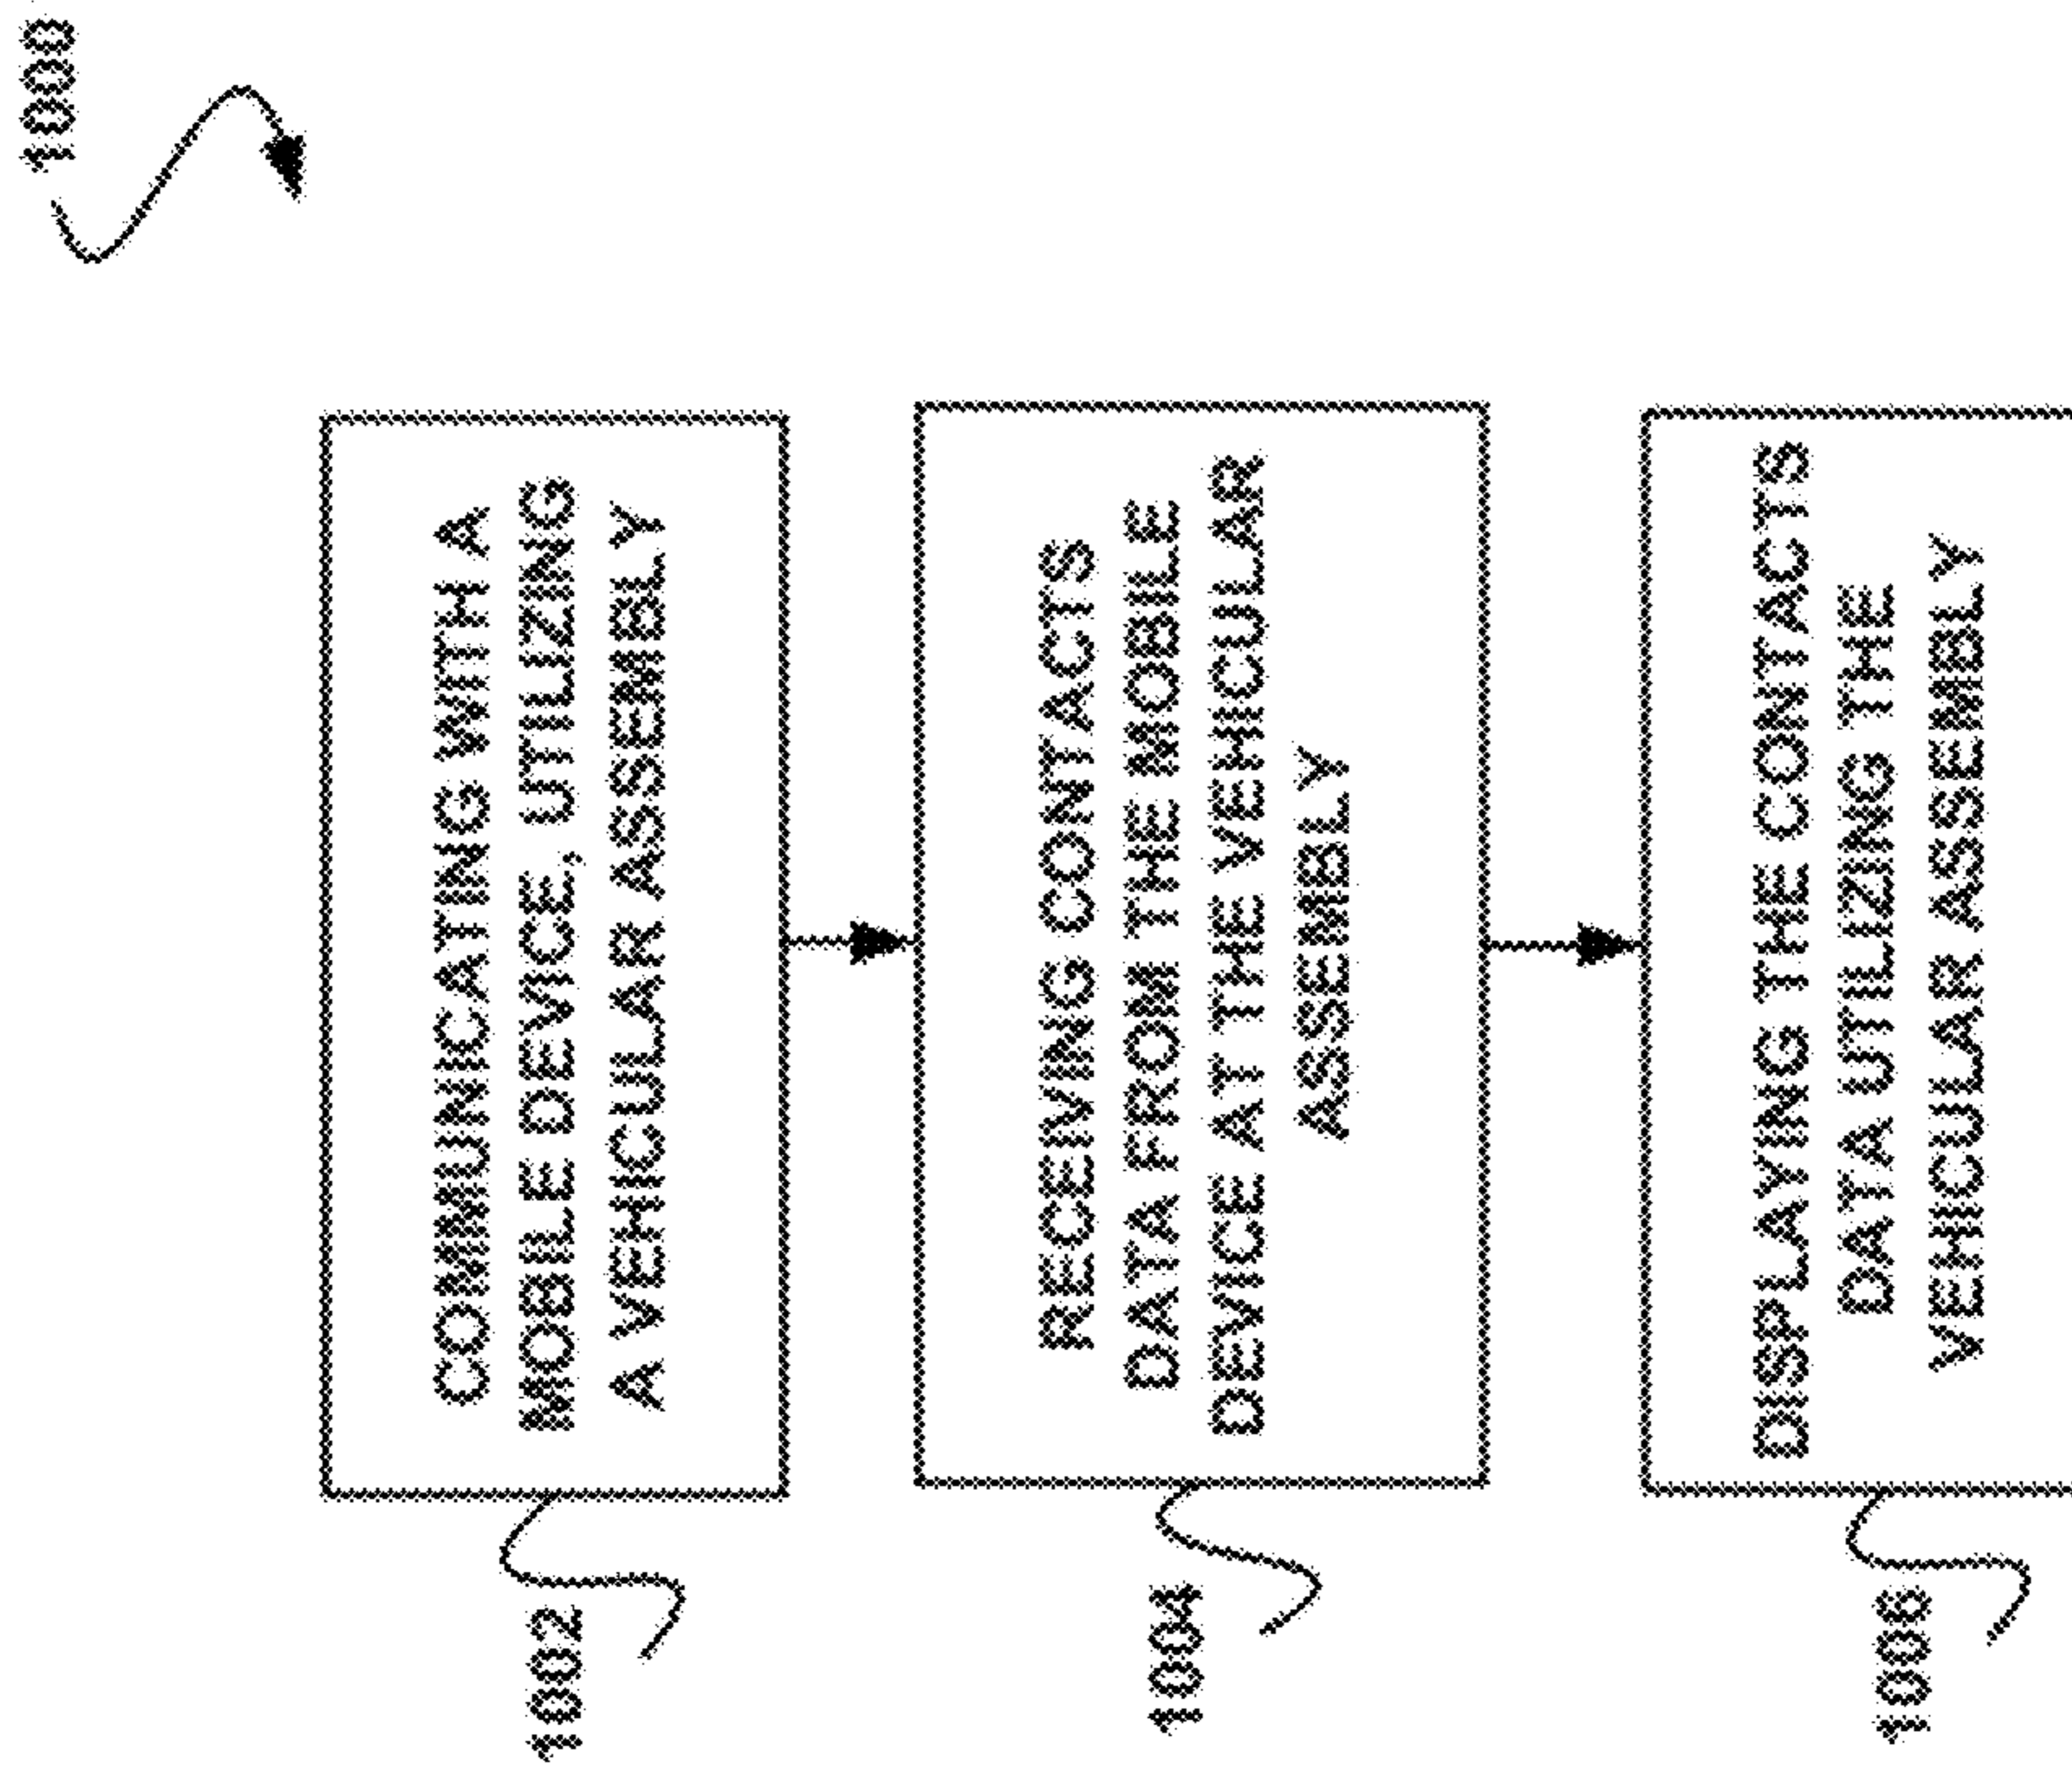 1000
COMMUNICATING WITH A
MOBILE DEVICE, UTILIZING
A VEHICULAR ASSEMBLY
1002
RECEIVING CONTACTS
DATA FROM THE MOBILE
DEVICE AT THE VEHICULAR
ASSEMBLY
1004
DISPLAYING THE CONTACTS
DATA UTILIZING THE
VEHICULAR ASSEMBLY
1006